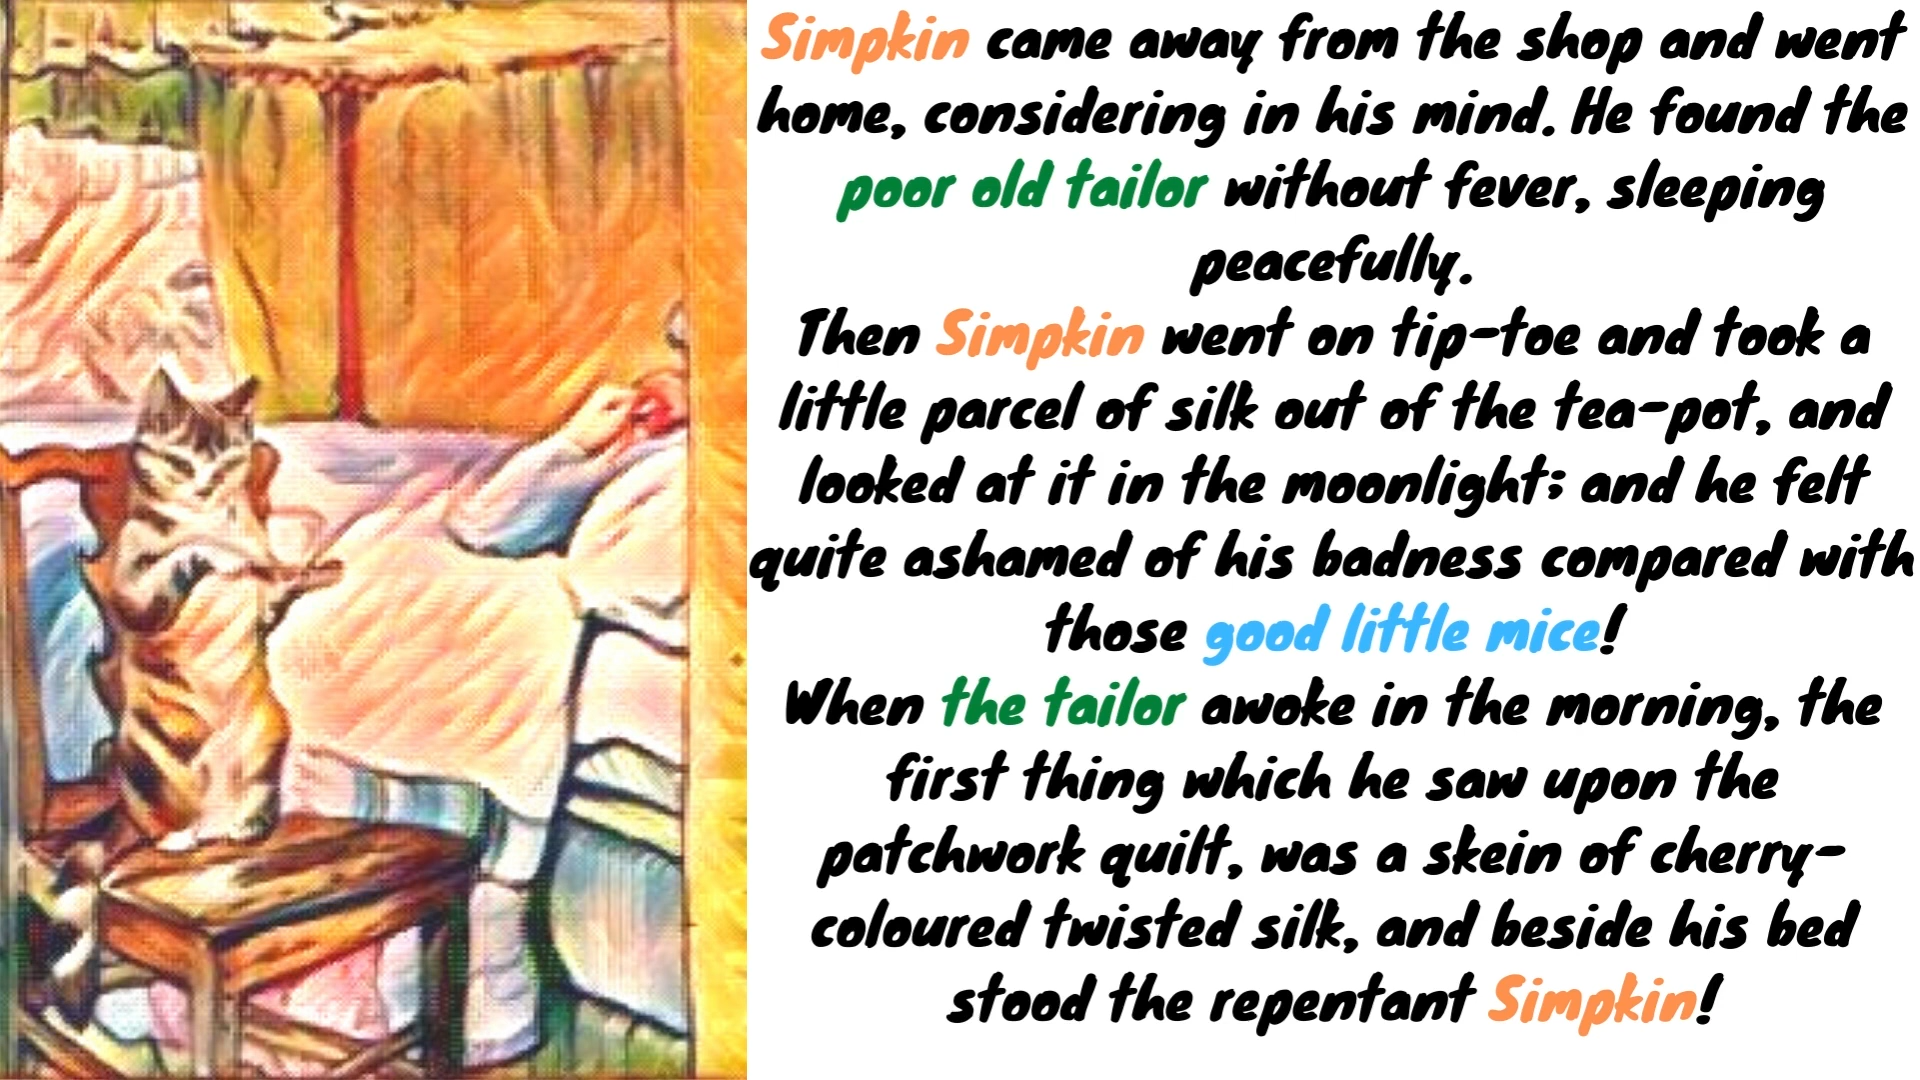 Simpkin came away from the shop and went
home, considering in his mind. He found the
poor old tailor without fever, sleeping
peacefully.
Then Simpkin went on tip-toe and took a
little parcel of silk out of the tea-pot, and
looked at it in the moonlight; and he felt
quite ashamed of his badness compared with
those good little mice!
When the tailor awoke in the morning, the
first thing which he saw upon the
patchwork quilt, was a skein of cherry-
coloured twisted silk, and beside his bed
stood the repentant Simpkin!